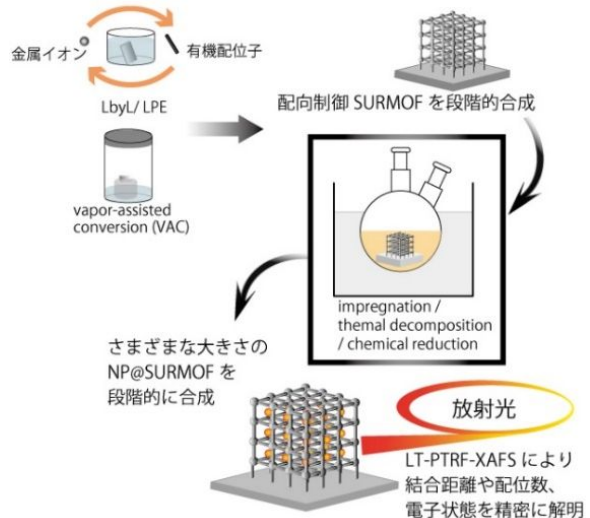 金属イオン
有機配位子
LbyL/ LPE
配向制御 SURMOF を段階的合成
vapor-assisted
conversion (VAC)
impregnation /
themal decomposition
/ chemical reduction
さまざまな大きさの
NP@SURMOF を
段階的に合成
放射光
LT-PTRF-XAFS により
結合距離や配位数、
電子状態を精密に解明